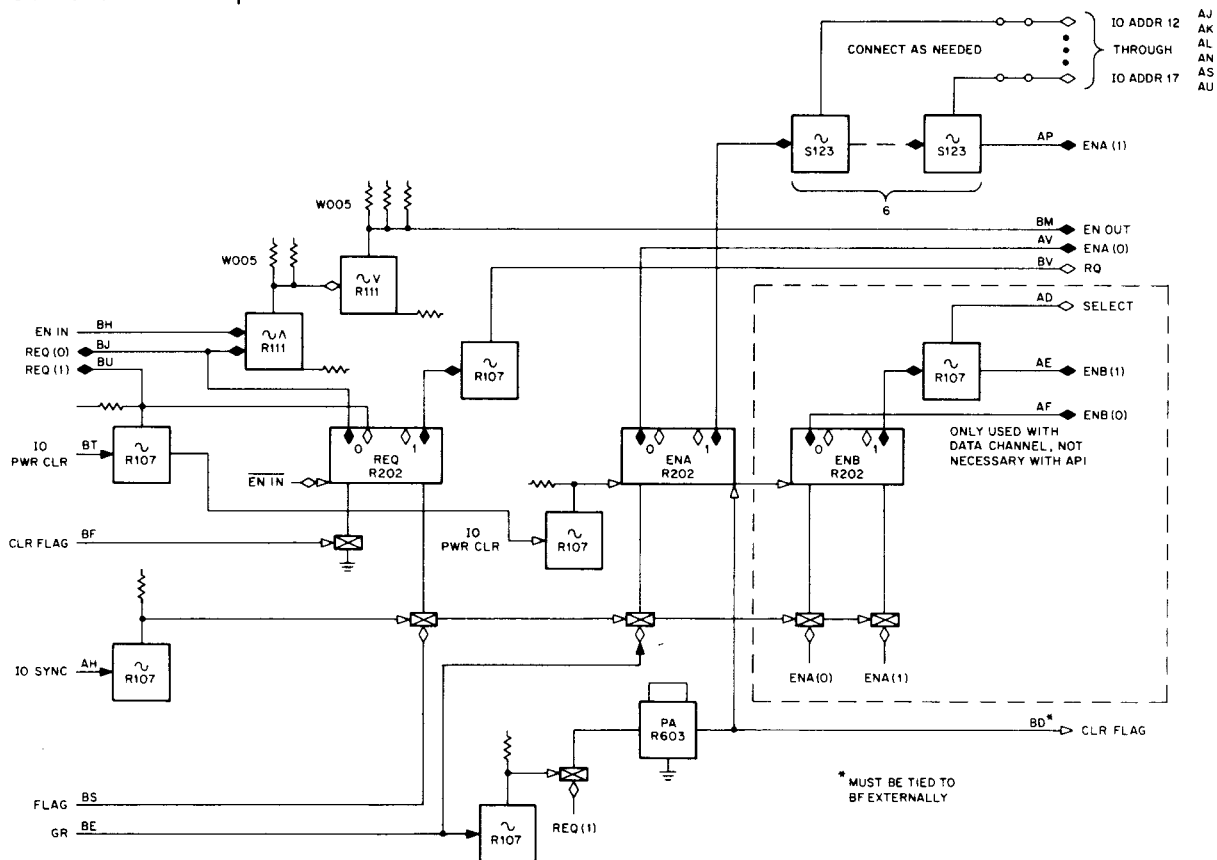 IO ADDR 12
AJ
AK
CONNECT AS NEEDED
THROUGH
AL
AN
IO ADDR 17
AS
AU
∿
S123
∿
S123
AP
ENA (1)
6
W005
BM
EN OUT
AV
ENA (0)
W005
∿ V
R111
BV
RQ
AD
SELECT
EN IN
BH
∿ Λ
R111
REQ (0)
BJ
REQ (1)
BU
∿
R107
∿
R107
AE
ENB(1)
AF
ENB(0)
ONLY USED WITH
DATA CHANNEL, NOT
NECESSARY WITH API
IO
PWR CLR
BT
∿
R107
0
1
REQ
R202
0
1
ENA
R202
0
1
ENB
R202
EN IN
IO
PWR CLR
∿
R107
CLR FLAG
BF
IO SYNC
AH
∿
R107
ENA(0)
ENA(1)
PA
R603
BD*
CLR FLAG
* MUST BE TIED TO
BF EXTERNALLY
FLAG
BS
GR
BE
∿
R107
REQ(1)